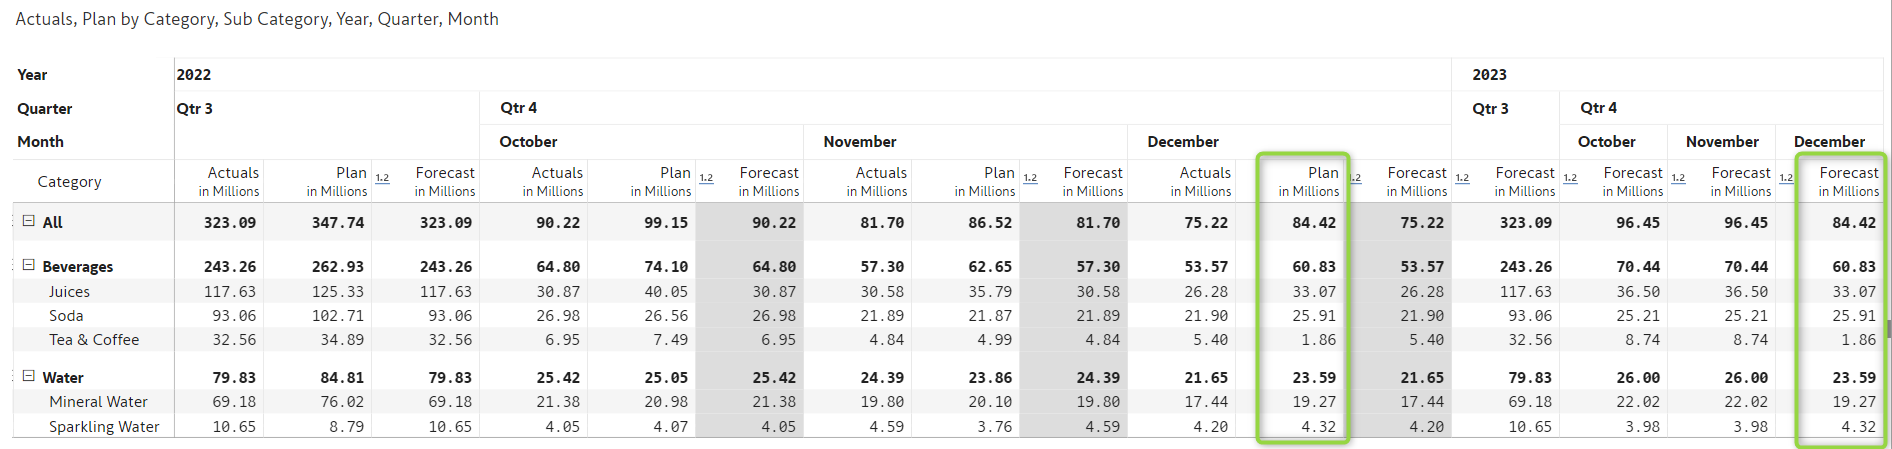 Actuals, Plan by Category, Sub Category, Year, Quarter, Month
Year 2022 2023
Quarter Qtr 3 Qtr 4 Qtr 3 Qtr 4
Month October November December October November December
Category Actuals Plan 1.2 Forecast Actuals Plan 1.2 Forecast Actuals Plan 1.2 Forecast Actuals Plan 1.2 Forecast 1.2 Forecast 1.2 Forecast 1.2 Forecast 1.2 Forecast
in Millions in Millions in Millions in Millions in Millions in Millions in Millions in Millions in Millions in Millions in Millions in Millions in Millions in Millions in Millions in Millions
All 323.09 347.74 323.09 90.22 99.15 90.22 81.70 86.52 81.70 75.22 84.42 75.22 323.09 96.45 96.45 84.42
Beverages 243.26 262.93 243.26 64.80 74.10 64.80 57.30 62.65 57.30 53.57 60.83 53.57 243.26 70.44 70.44 60.83
Juices 117.63 125.33 117.63 30.87 40.05 30.87 30.58 35.79 30.58 26.28 33.07 26.28 117.63 36.50 36.50 33.07
Soda 93.06 102.71 93.06 26.98 26.56 26.98 21.89 21.87 21.89 21.90 25.91 21.90 93.06 25.21 25.21 25.91
Tea & Coffee 32.56 34.89 32.56 6.95 7.49 6.95 4.84 4.99 4.84 5.40 1.86 5.40 32.56 8.74 8.74 1.86
Water 79.83 84.81 79.83 25.42 25.05 25.42 24.39 23.86 24.39 21.65 23.59 21.65 79.83 26.00 26.00 23.59
Mineral Water 69.18 76.02 69.18 21.38 20.98 21.38 19.80 20.10 19.80 17.44 19.27 17.44 69.18 22.02 22.02 19.27
Sparkling Water 10.65 8.79 10.65 4.05 4.07 4.05 4.59 3.76 4.59 4.20 4.32 4.20 10.65 3.98 3.98 4.32